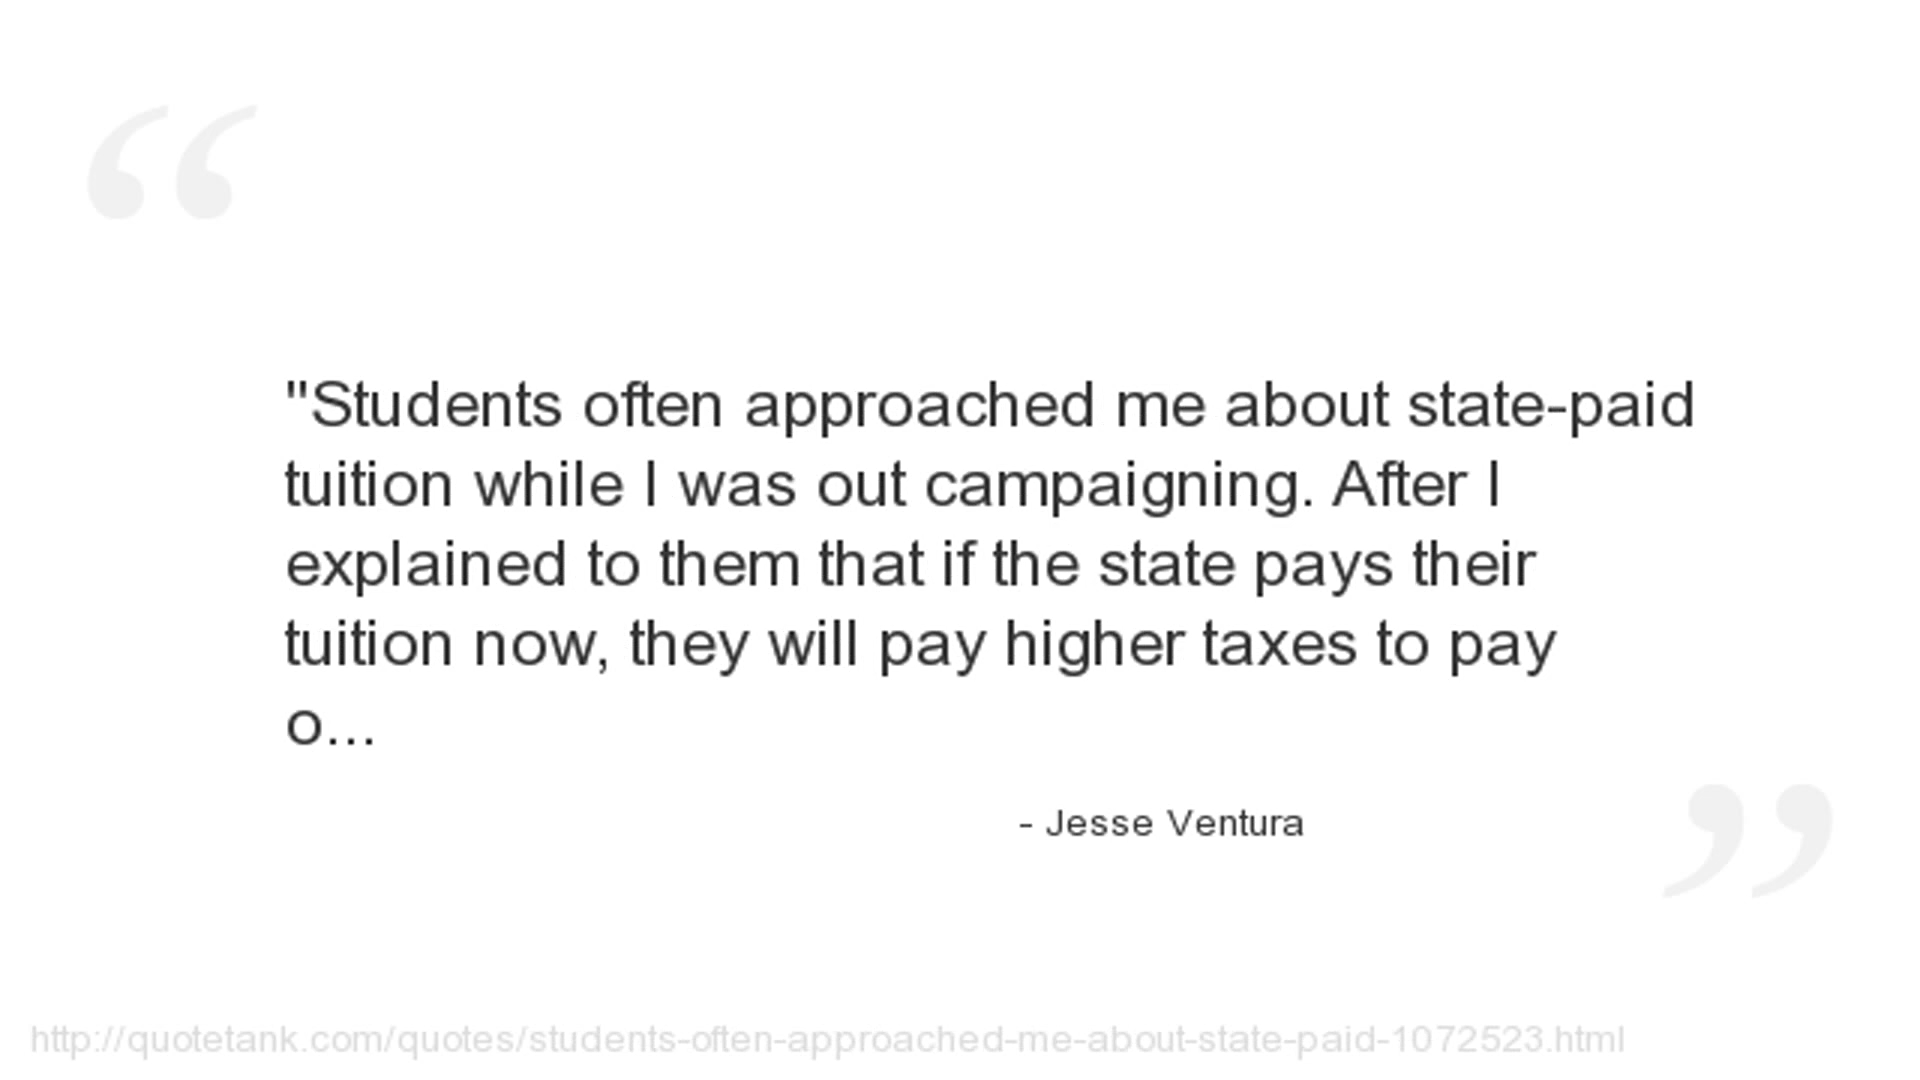 "Students often approached me about state-paid
tuition while I was out campaigning. After I
explained to them that if the state pays their
tuition now, they will pay higher taxes to pay
o...
- Jesse Ventura
http://quotetank.com/quotes/students-often-approached-me-about-state-paid-1072523.html